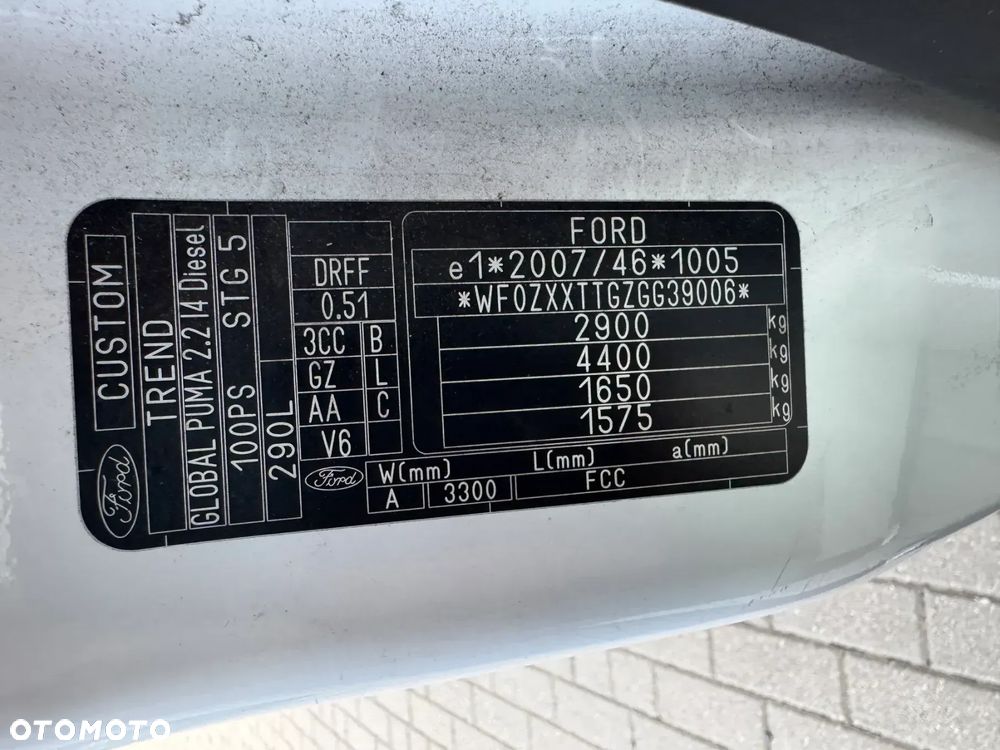 FORD
e1*2007/46*1005
*WF0ZXXTTGZGG39006*
2900 kg
4400 kg
1650 kg
1575 kg
W(mm) L(mm) a(mm)
A 3300 FCC
DRFF
0.51
3CC B
GZ L
AA C
V6
Ford
Ford
CUSTOM
TREND
GLOBAL PUMA 2.2 I4 Diesel
100PS STG 5
290L
OTOMOTO